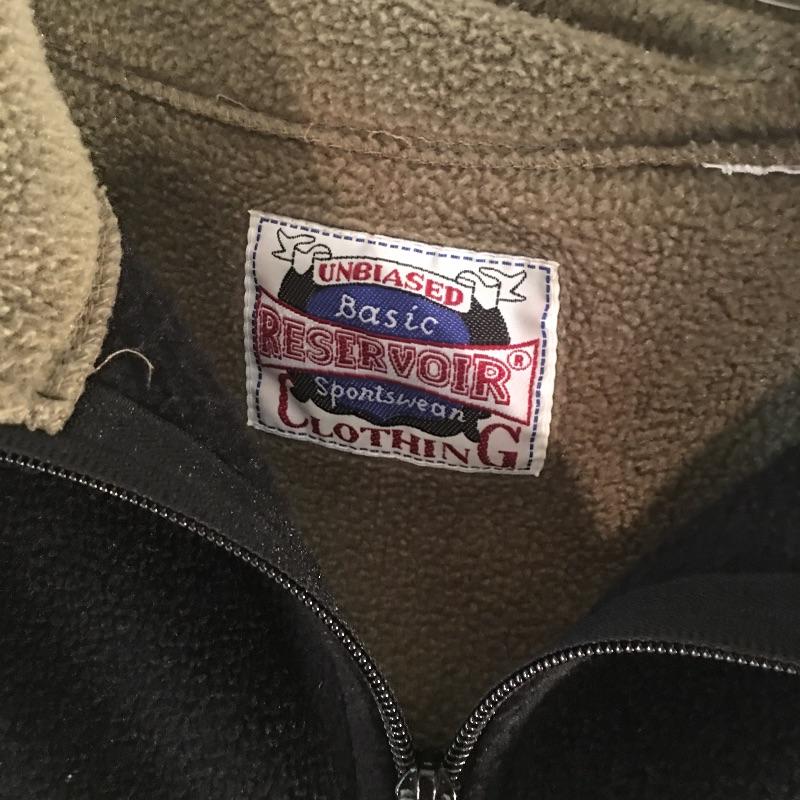 UNBIASED
Basic
RESERVOIR®
Sportswear
CLOTHING